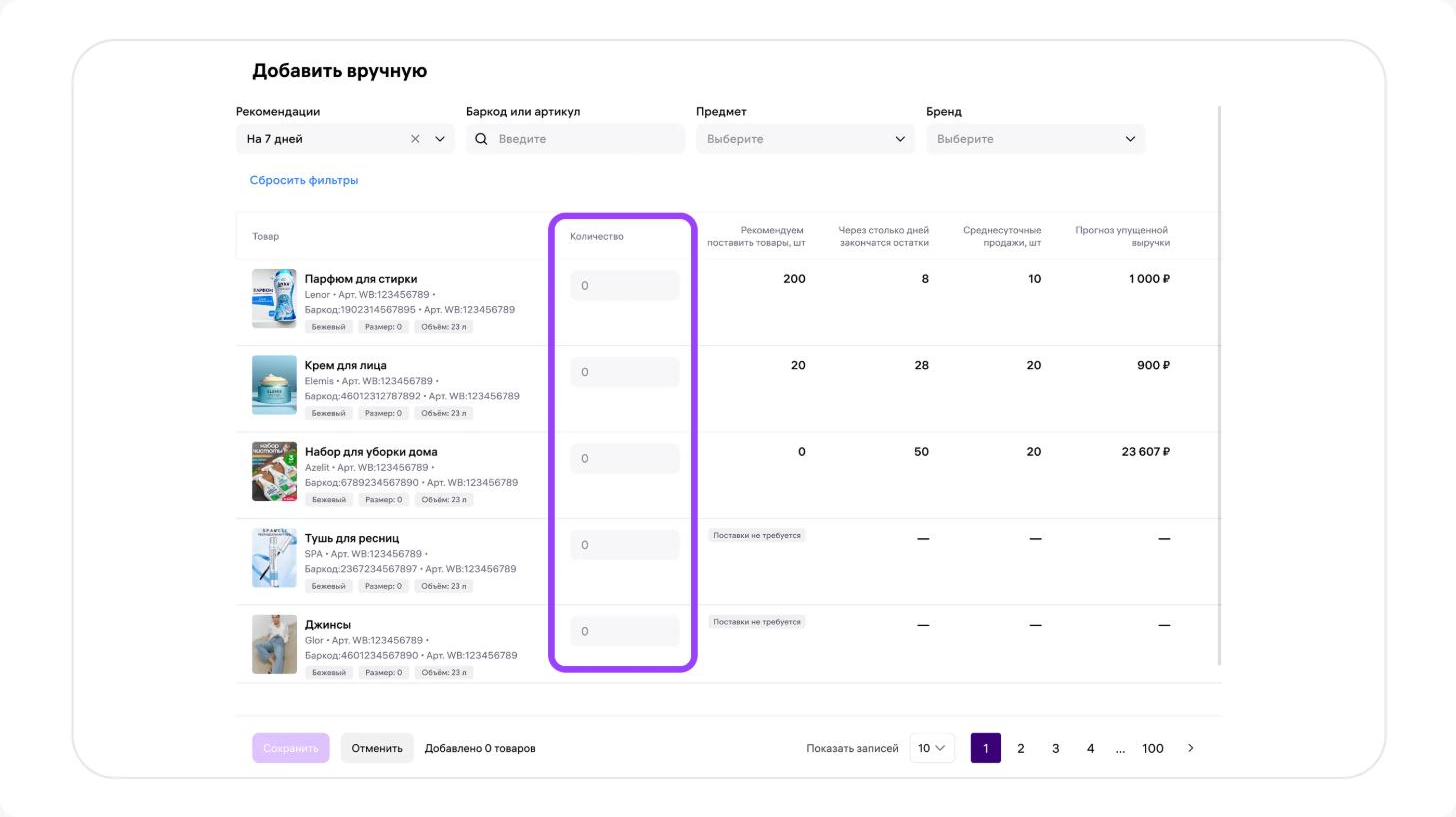 Добавить вручную
Рекомендации
Баркод или артикул
Предмет
Бренд
На 7 дней
Введите
Выберите
Выберите
Сбросить фильтры
Товар
Количество
Рекомендуем
поставить товары, шт
Через столько дней
закончатся остатки
Среднесуточные
продажи, шт
Прогноз упущенной
выручки
Парфюм для стирки
Lenor • Арт. WB:123456789 •
Баркод:1902314567895 • Арт. WB:123456789
Бежевый Размер: 0 Объём: 23 л
0
200
8
10
1 000 ₽
Крем для лица
Elemis • Арт. WB:123456789 •
Баркод:46012312787892 • Арт. WB:123456789
Бежевый Размер: 0 Объём: 23 л
0
20
28
20
900 ₽
Набор для уборки дома
Azelit • Арт. WB:123456789 •
Баркод:6789234567890 • Арт. WB:123456789
Бежевый Размер: 0 Объём: 23 л
0
0
50
20
23 607 ₽
Тушь для ресниц
SPA • Арт. WB:123456789 •
Баркод:2367234567897 • Арт. WB:123456789
Бежевый Размер: 0 Объём: 23 л
0
Поставки не требуется
—
—
—
Джинсы
Glor • Арт. WB:123456789 •
Баркод:4601234567890 • Арт. WB:123456789
Бежевый Размер: 0 Объём: 23 л
0
Поставки не требуется
—
—
—
Сохранить
Отменить
Добавлено 0 товаров
Показать записей
10
1 2 3 4 ... 100